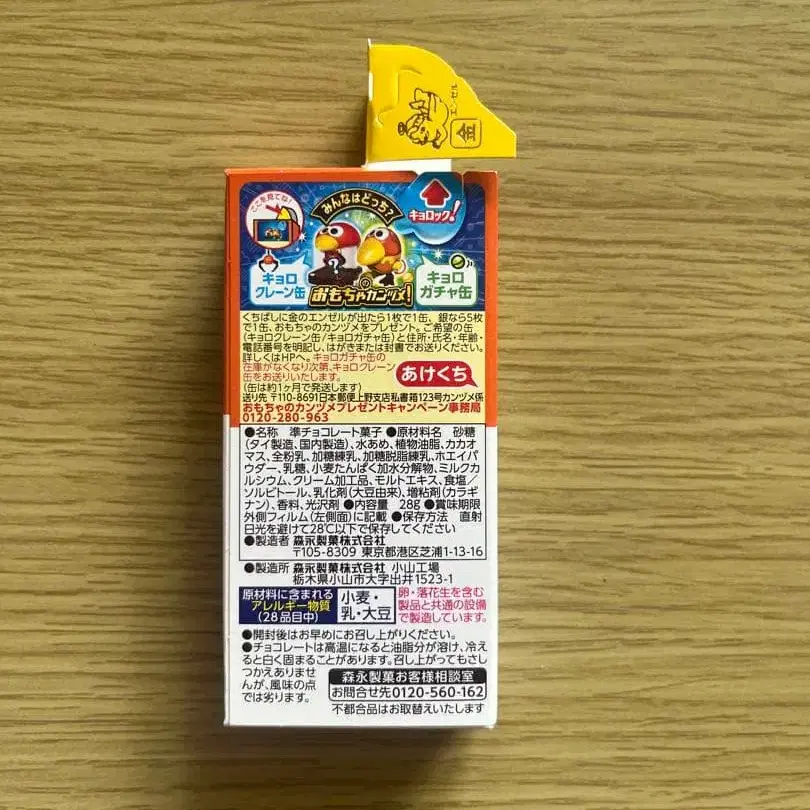 エンゼル
金
ここを見てね!
みんなはどっち?
キョロック!
?
キョロ
クレーン缶
キョロ
ガチャ缶
おもちゃのカンヅメ!
くちばしに金のエンゼルが出たら1枚で1缶、銀なら5枚
で1缶、おもちゃのカンヅメをプレゼント。ご希望の缶
(キョロクレーン缶/キョロガチャ缶)と住所・氏名・年齢・
電話番号を明記し、はがきまたは封書でお送りください。
詳しくはHPへ。キョロガチャ缶の
在庫がなくなり次第、キョロクレーン
缶をお送りいたします。
あけくち
(缶は約1ヶ月で発送します)
送り先 〒110-8691日本郵便上野支店私書箱123号カンヅメ係
おもちゃのカンヅメプレゼントキャンペーン事務局
0120-280-963
●名称 準チョコレート菓子 ●原材料名 砂糖
(タイ製造、国内製造)、水あめ、植物油脂、カカオ
マス、全粉乳、加糖練乳、加糖脱脂練乳、ホエイパ
ウダー、乳糖、小麦たんぱく加水分解物、ミルクカ
ルシウム、クリーム加工品、モルトエキス、食塩/
ソルビトール、乳化剤(大豆由来)、増粘剤(カラギ
ナン)、香料、光沢剤 ●内容量 28g ●賞味期限
外側フィルム(左側面)に記載 ●保存方法 直射
日光を避けて28℃以下で保存してください
●製造者 森永製菓株式会社
〒105-8309 東京都港区芝浦1-13-16
●製造所 森永製菓株式会社 小山工場
栃木県小山市大字出井1523-1
原材料に含まれる
アレルギー物質
(28品目中)
小麦・
乳・大豆
卵・落花生を含む
製品と共通の設備
で製造しています。
●開封後はお早めにお召し上がりください。
●チョコレートは高温になると油脂分が溶け、冷え
ると白く固まることがあります。召し上がってもさし
つかえありませ
んが、風味の点
では劣ります。
森永製菓お客様相談室
お問合せ先0120-560-162
不都合品はお取替えいたします